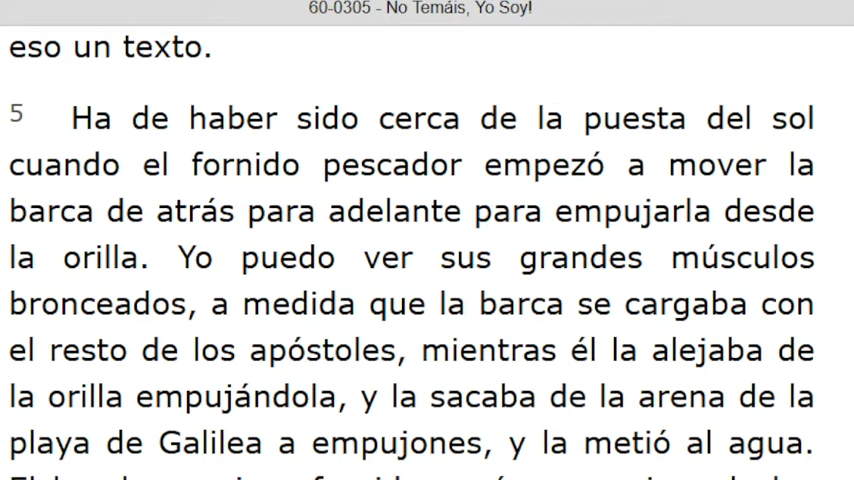 60-0305 - No Temáis, Yo Soy!
eso un texto.
5 Ha de haber sido cerca de la puesta del sol
cuando el fornido pescador empezó a mover la
barca de atrás para adelante para empujarla desde
la orilla. Yo puedo ver sus grandes músculos
bronceados, a medida que la barca se cargaba con
el resto de los apóstoles, mientras él la alejaba de
la orilla empujándola, y la sacaba de la arena de la
playa de Galilea a empujones, y la metió al agua.